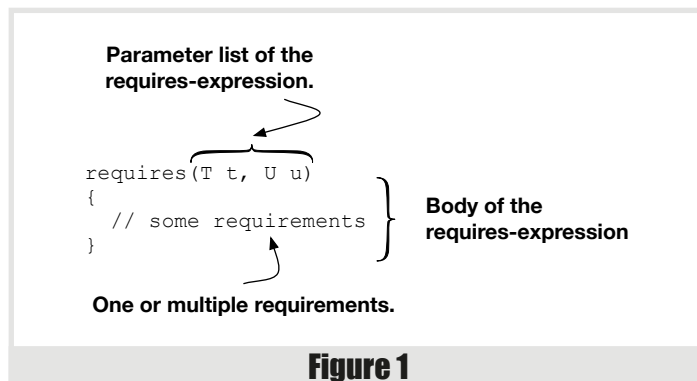 Parameter list of the
requires-expression.
requires(T t, U u)
{
// some requirements
}
Body of the
requires-expression
One or multiple requirements.
Figure 1